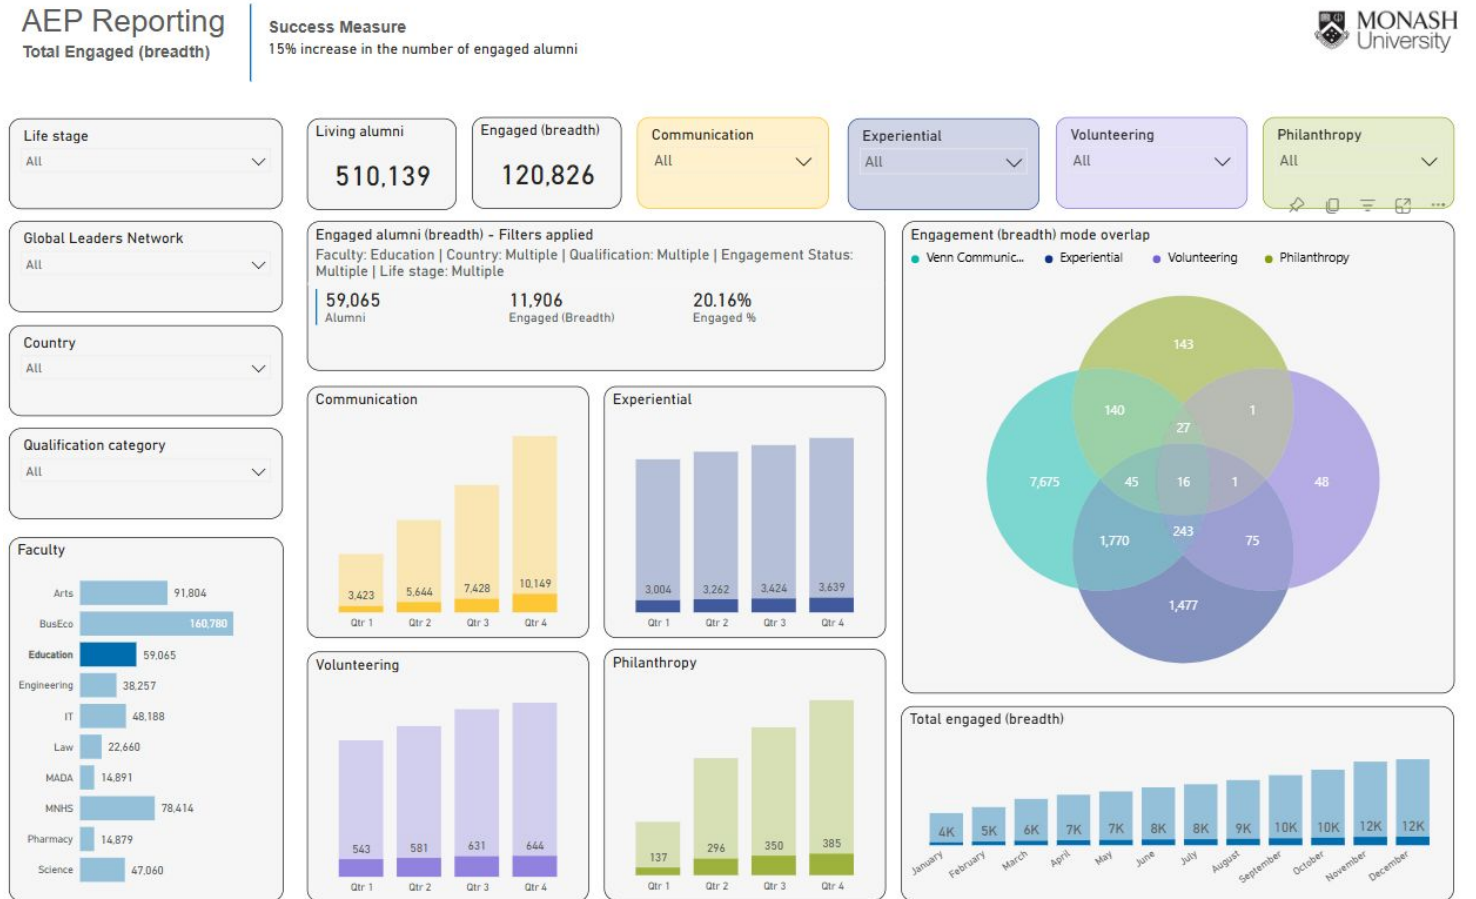 AEP Reporting
Total Engaged (breadth)
Success Measure
15% increase in the number of engaged alumni
MONASH
University
Life stage
All
Living alumni
510,139
Engaged (breadth)
120,826
Communication
All
Experiential
All
Volunteering
All
Philanthropy
All
Global Leaders Network
All
Country
All
Qualification category
All
Engaged alumni (breadth) - Filters applied
Faculty: Education | Country: Multiple | Qualification: Multiple | Engagement Status:
Multiple | Life stage: Multiple
59,065 11,906 20.16%
Alumni Engaged (Breadth) Engaged %
Engagement (breadth) mode overlap
Venn Communic... Experiential Volunteering Philanthropy
143
140 1
27
7,675 45 16 1 48
243
1,770 75
1,477
Communication
3,423 5,644 7,428 10,149
Qtr 1 Qtr 2 Qtr 3 Qtr 4
Experiential
3,004 3,262 3,424 3,639
Qtr 1 Qtr 2 Qtr 3 Qtr 4
Faculty
Arts 91,804
BusEco 160,780
Education 59,065
Engineering 38,257
IT 48,188
Law 22,660
MADA 14,891
MNHS 78,414
Pharmacy 14,879
Science 47,060
Volunteering
543 581 631 644
Qtr 1 Qtr 2 Qtr 3 Qtr 4
Philanthropy
137 296 350 385
Qtr 1 Qtr 2 Qtr 3 Qtr 4
Total engaged (breadth)
4K 5K 6K 7K 7K 8K 8K 9K 10K 10K 12K 12K
January February March April May June July August September October November December